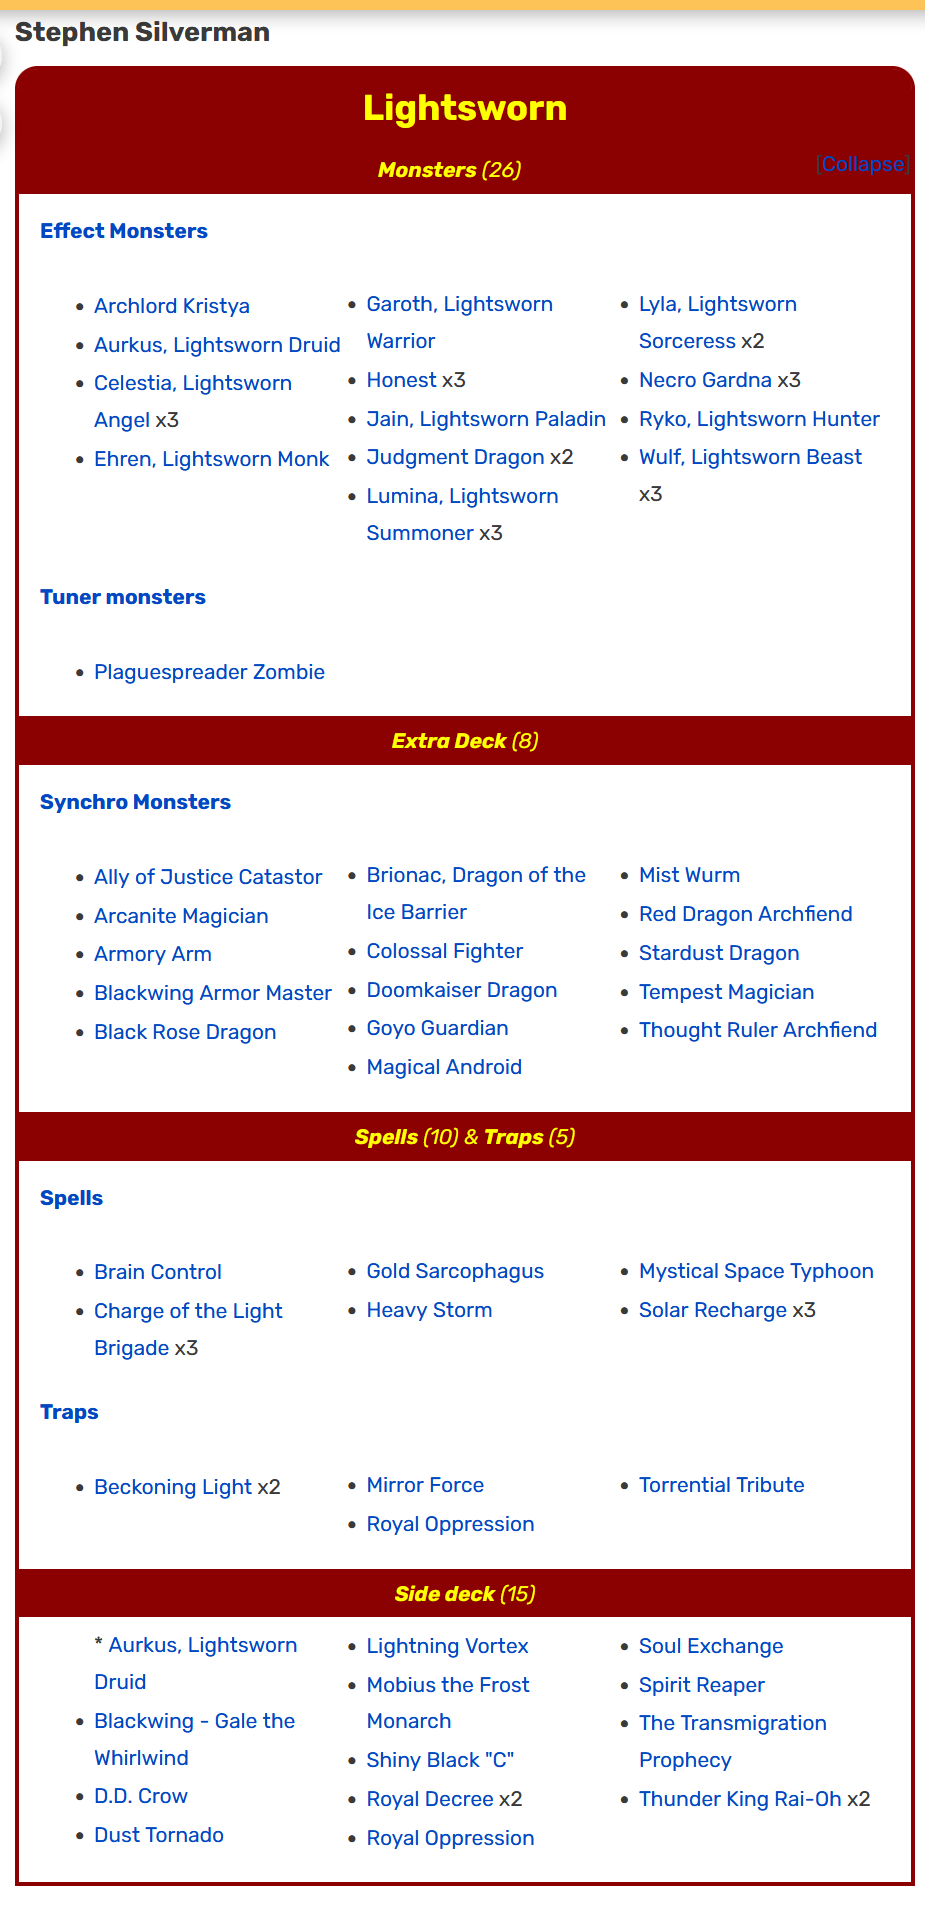 Stephen Silverman
Lightsworn
Monsters (26)
[Collapse]
Effect Monsters
Archlord Kristya
Aurkus, Lightsworn Druid
Celestia, Lightsworn
Angel x3
Ehren, Lightsworn Monk
Garoth, Lightsworn
Warrior
Honest x3
Jain, Lightsworn Paladin
Judgment Dragon x2
Lumina, Lightsworn
Summoner x3
Lyla, Lightsworn
Sorceress x2
Necro Gardna x3
Ryko, Lightsworn Hunter
Wulf, Lightsworn Beast
x3
Tuner monsters
Plaguespreader Zombie
Extra Deck (8)
Synchro Monsters
Ally of Justice Catastor
Arcanite Magician
Armory Arm
Blackwing Armor Master
Black Rose Dragon
Brionac, Dragon of the
Ice Barrier
Colossal Fighter
Doomkaiser Dragon
Goyo Guardian
Magical Android
Mist Wurm
Red Dragon Archfiend
Stardust Dragon
Tempest Magician
Thought Ruler Archfiend
Spells (10) & Traps (5)
Spells
Brain Control
Charge of the Light
Brigade x3
Gold Sarcophagus
Heavy Storm
Mystical Space Typhoon
Solar Recharge x3
Traps
Beckoning Light x2
Mirror Force
Royal Oppression
Torrential Tribute
Side deck (15)
* Aurkus, Lightsworn
Druid
Blackwing - Gale the
Whirlwind
D.D. Crow
Dust Tornado
Lightning Vortex
Mobius the Frost
Monarch
Shiny Black "C"
Royal Decree x2
Royal Oppression
Soul Exchange
Spirit Reaper
The Transmigration
Prophecy
Thunder King Rai-Oh x2